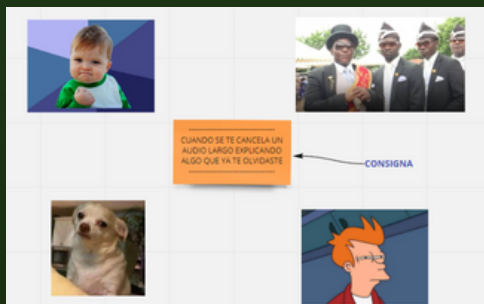 CUANDO SE TE CANCELA UN
AUDIO LARGO EXPLICANDO
ALGO QUE YA TE OLVIDASTE
CONSIGNA